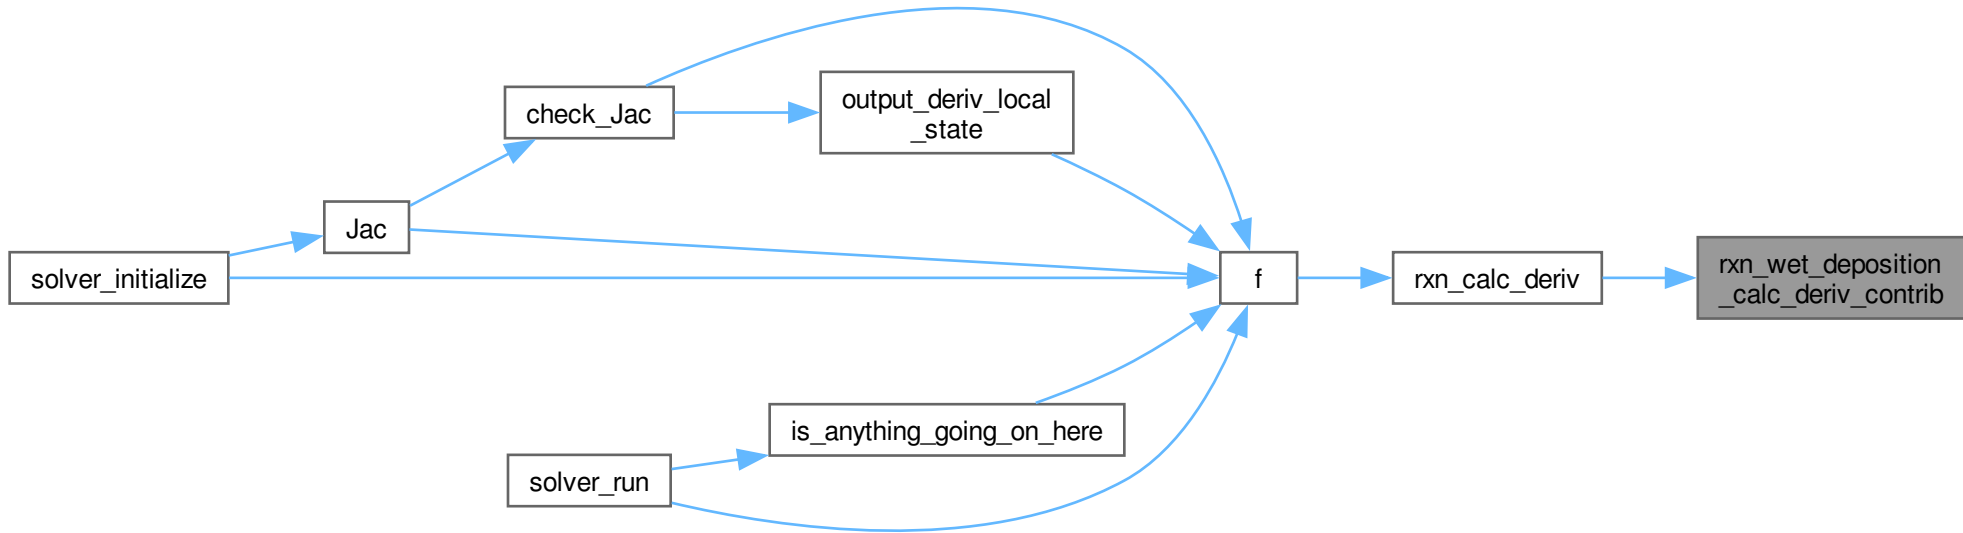 check_Jac
output_deriv_local
_state
Jac
solver_initialize
f
rxn_calc_deriv
rxn_wet_deposition
_calc_deriv_contrib
is_anything_going_on_here
solver_run